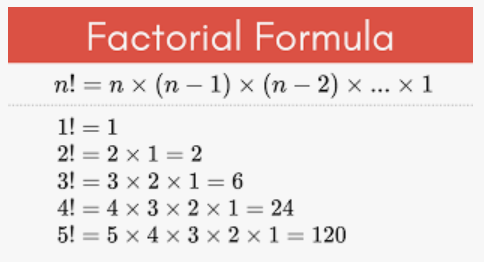 Factorial Formula
n! = n × (n − 1) × (n − 2) × ... × 1
1! = 1
2! = 2 × 1 = 2
3! = 3 × 2 × 1 = 6
4! = 4 × 3 × 2 × 1 = 24
5! = 5 × 4 × 3 × 2 × 1 = 120